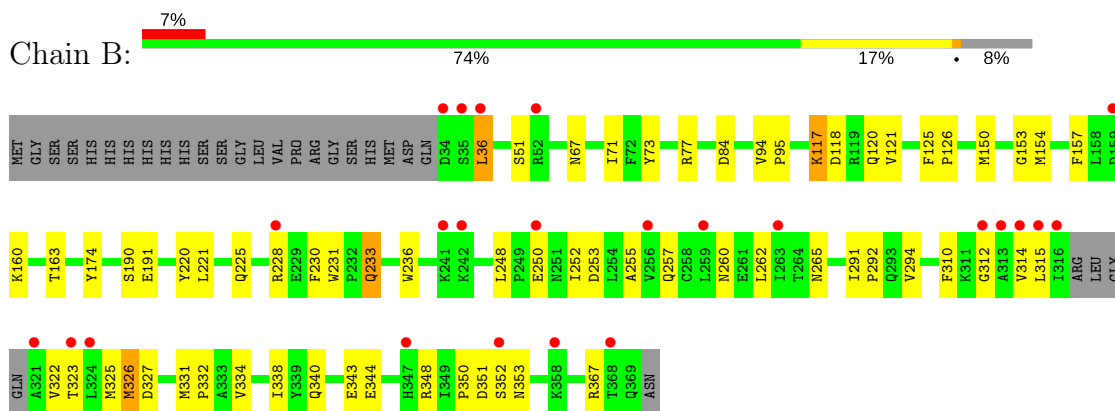 7%
Chain B:
74% 17% • 8%
MET GLY SER SER HIS HIS HIS HIS HIS HIS SER SER GLY LEU VAL PRO ARG GLY SER HIS MET ASP GLN D34 S35 L36 S51 R52 N67 I71 F72 Y73 R77 D84 V94 P95 K117 D118 R119 Q120 V121 F125 P126 M150 G153 M154 F157 L158 D159
K160 T163 Y174 S190 E191 Y220 L221 Q225 R228 E229 F230 W231 P232 Q233 W236 K241 K242 L248 P249 E250 N251 I252 D253 L254 A255 V256 Q257 C258 L259 N260 E261 L262 I263 T264 N265 I291 P292 Q293 V294 F310 K311 G312 A313 V314 L315 I316 ARG LEU GLY
GLN A321 V322 T323 L324 M325 M326 D327 M331 P332 A333 V334 I338 Y339 Q340 E343 E344 H347 R348 I349 P350 D351 S352 N353 K358 R367 T368 Q369 ASN